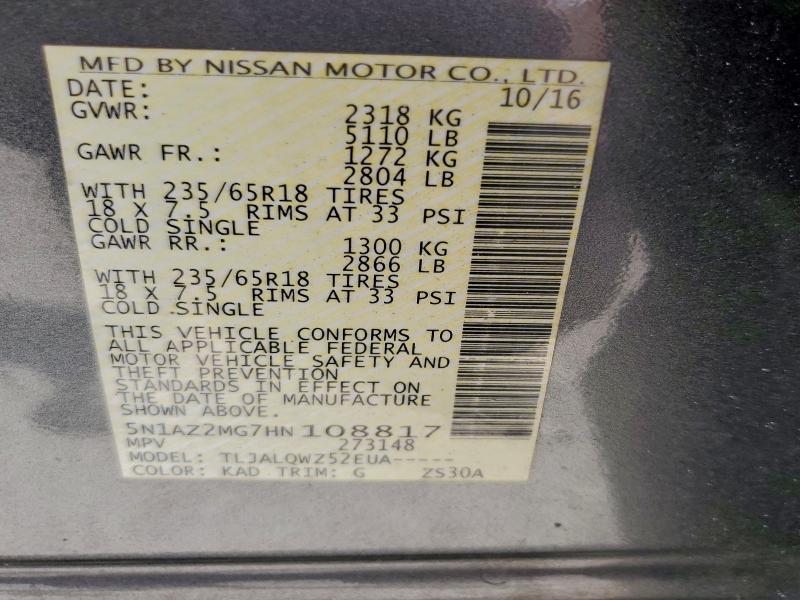 MFD BY NISSAN MOTOR CO., LTD.
DATE: 10/16
GVWR: 2318 KG
5110 LB
GAWR FR.: 1272 KG
2804 LB
WITH 235/65R18 TIRES
18 X 7.5 RIMS AT 33 PSI
COLD SINGLE
GAWR RR.: 1300 KG
2866 LB
WITH 235/65R18 TIRES
18 X 7.5 RIMS AT 33 PSI
COLD SINGLE
THIS VEHICLE CONFORMS TO
ALL APPLICABLE FEDERAL
MOTOR VEHICLE SAFETY AND
THEFT PREVENTION
STANDARDS IN EFFECT ON
THE DATE OF MANUFACTURE
SHOWN ABOVE.
5N1AZ2MG7HN108817
MPV 273148
MODEL: TLJALQWZ52EUA-----
COLOR: KAD TRIM: G ZS30A